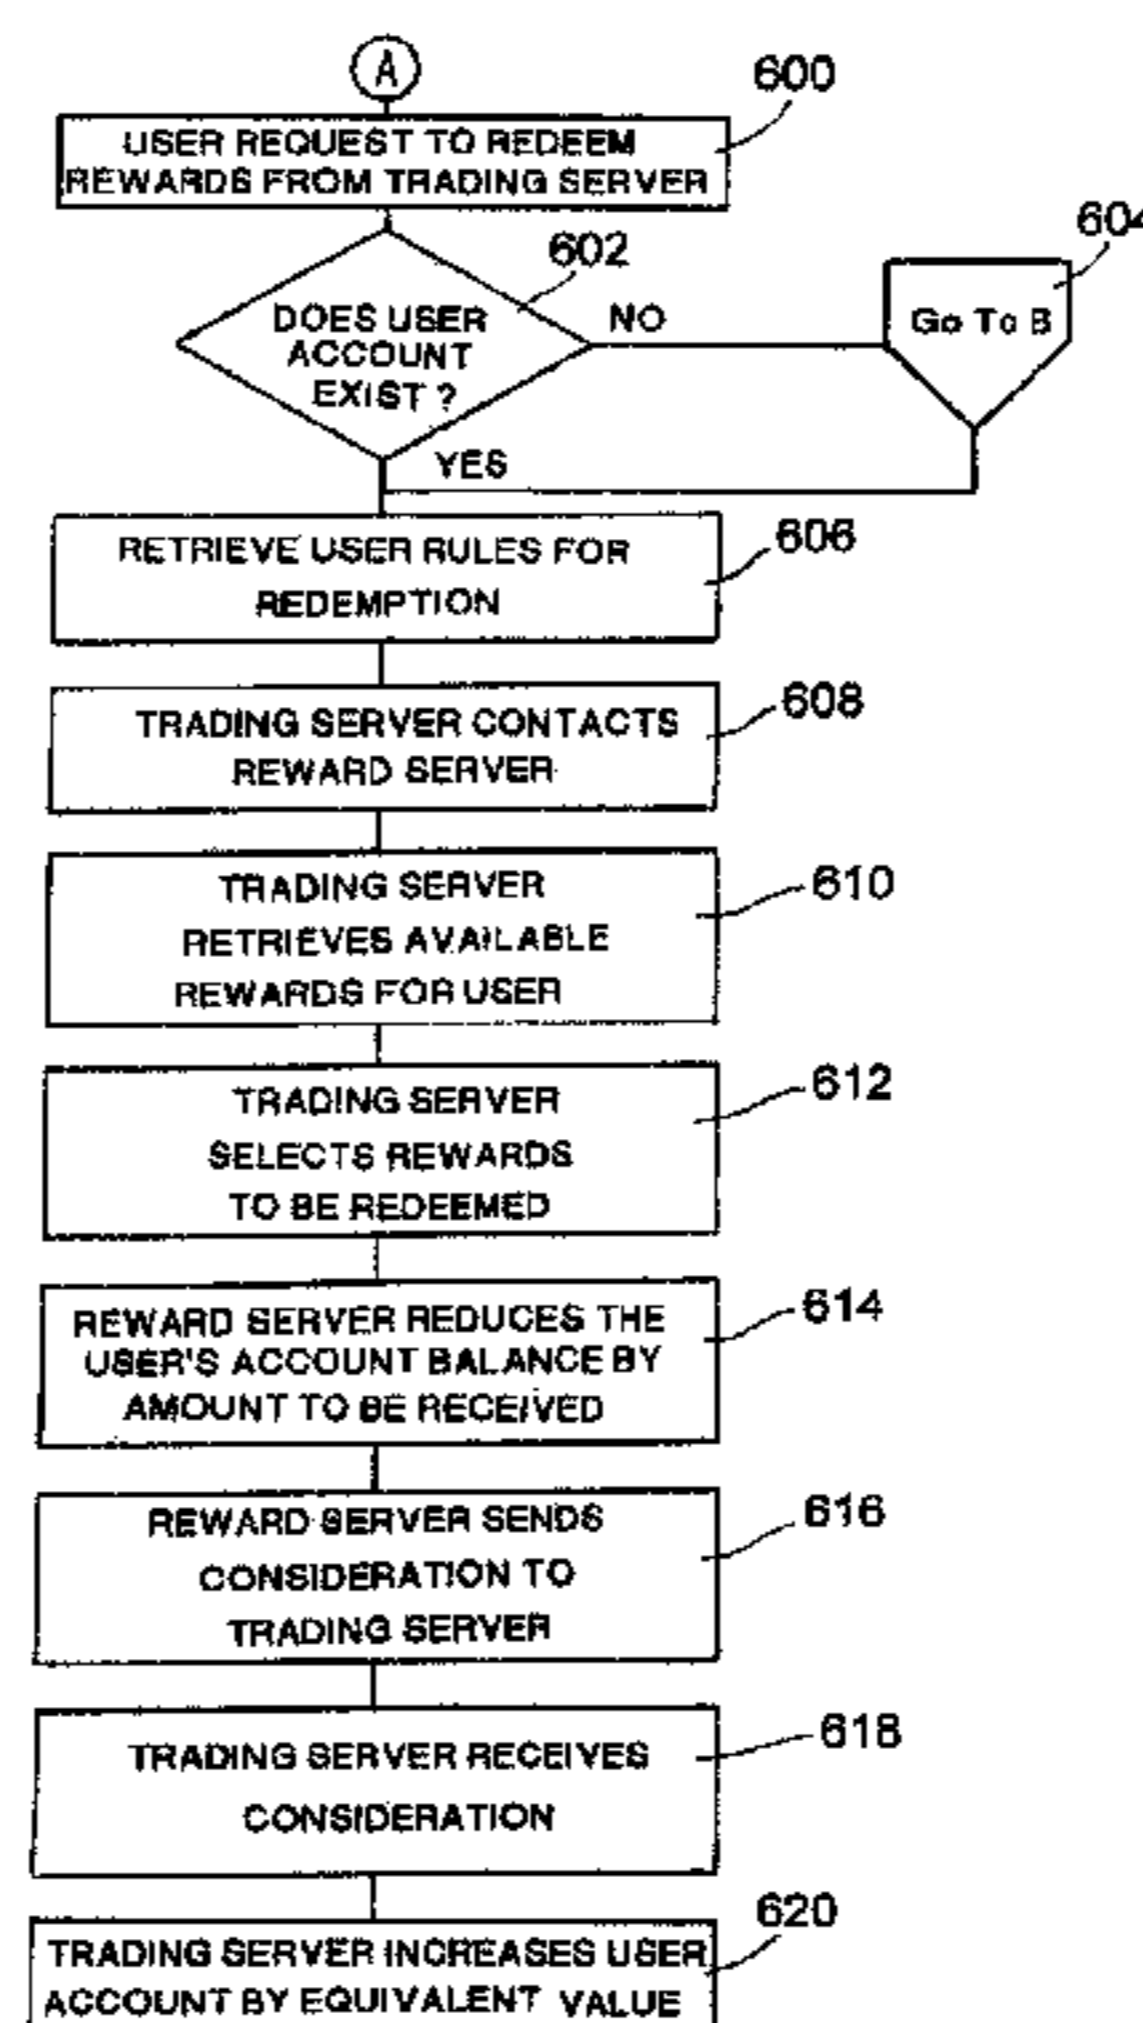 A
600
USER REQUEST TO REDEEM
REWARDS FROM TRADING SERVER
602
604
DOES USER
ACCOUNT
EXIST ?
NO
Go To B
YES
606
RETRIEVE USER RULES FOR
REDEMPTION
608
TRADING SERVER CONTACTS
REWARD SERVER
610
TRADING SERVER
RETRIEVES AVAILABLE
REWARDS FOR USER
612
TRADING SERVER
SELECTS REWARDS
TO BE REDEEMED
614
REWARD SERVER REDUCES THE
USER'S ACCOUNT BALANCE BY
AMOUNT TO BE RECEIVED
616
REWARD SERVER SENDS
CONSIDERATION TO
TRADING SERVER
618
TRADING SERVER RECEIVES
CONSIDERATION
620
TRADING SERVER INCREASES USER
ACCOUNT BY EQUIVALENT VALUE